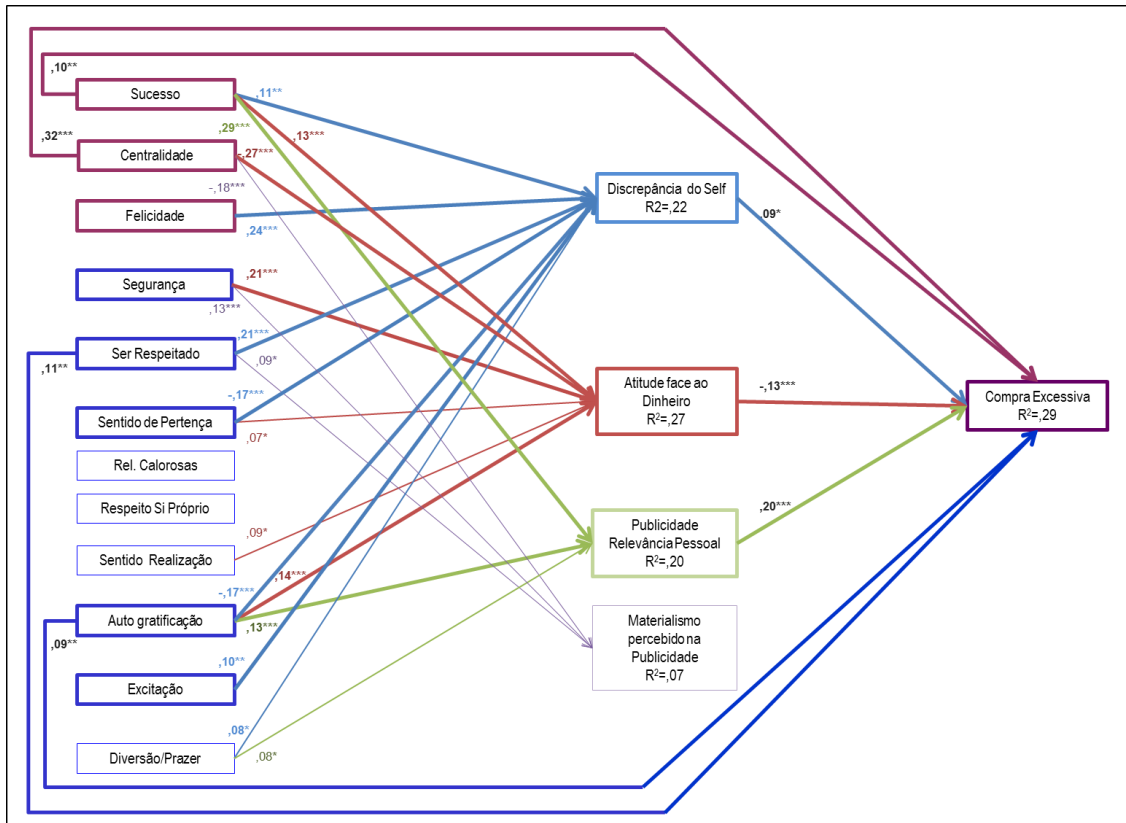 ,10**
Sucesso
,11**
,29***
,13***
,32***
Centralidade
-,27***
-,18***
Felicidade
,24***
Discrepância do Self
R2=,22
,09*
Segurança
,21***
,13***
Ser Respeitado
,21***
,11**
,09*
Sentido de Pertença
-,17***
,07*
Atitude face ao
Dinheiro
R²=,27
-,13***
Compra Excessiva
R²=,29
Rel. Calorosas
Respeito Si Próprio
Sentido Realização
,09*
Publicidade
Relevância Pessoal
R²=,20
,20***
Auto gratificação
-,17***
,14***
,13***
,09**
Materialismo
percebido na
Publicidade
R²=,07
Excitação
,10**
Diversão/Prazer
,08*
,08*